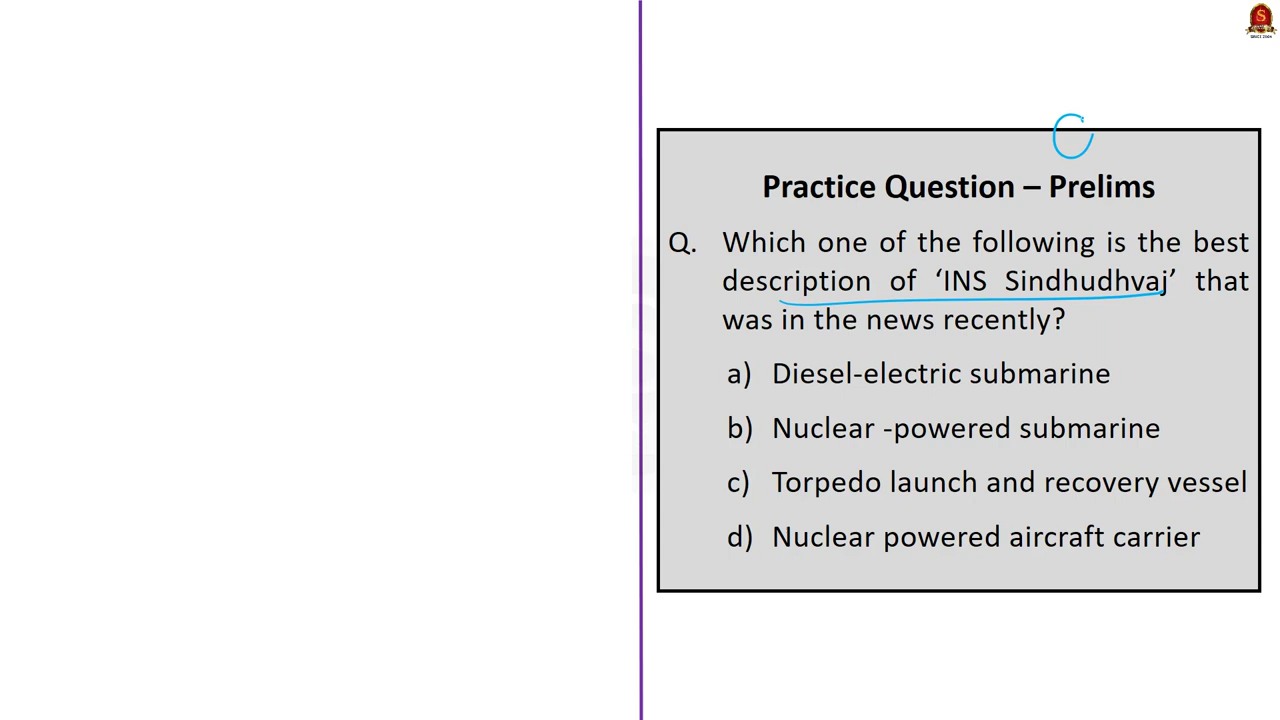 Practice Question – Prelims
Q. Which one of the following is the best
description of ‘INS Sindhudhvaj’ that
was in the news recently?
a) Diesel-electric submarine
b) Nuclear -powered submarine
c) Torpedo launch and recovery vessel
d) Nuclear powered aircraft carrier